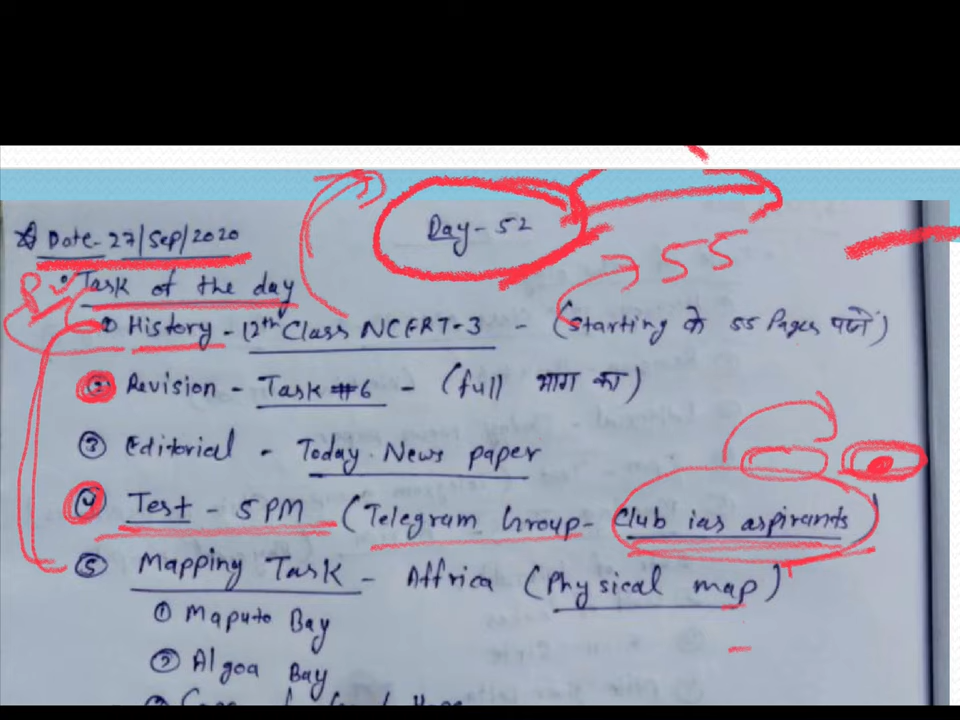 Day - 52
Date - 27/Sep/2020
55
Task of the day
① History - 12th Class NCERT-3 - (Starting के 55 Pages पढ़ने)
② Revision - Task #6 - (full भाग का)
③ Editorial - Today News paper
④ Test - 5 PM (Telegram Group - Club ias aspirants)
⑤ Mapping Task - Affrica (Physical map)
① Maputo Bay
② Algoa Bay